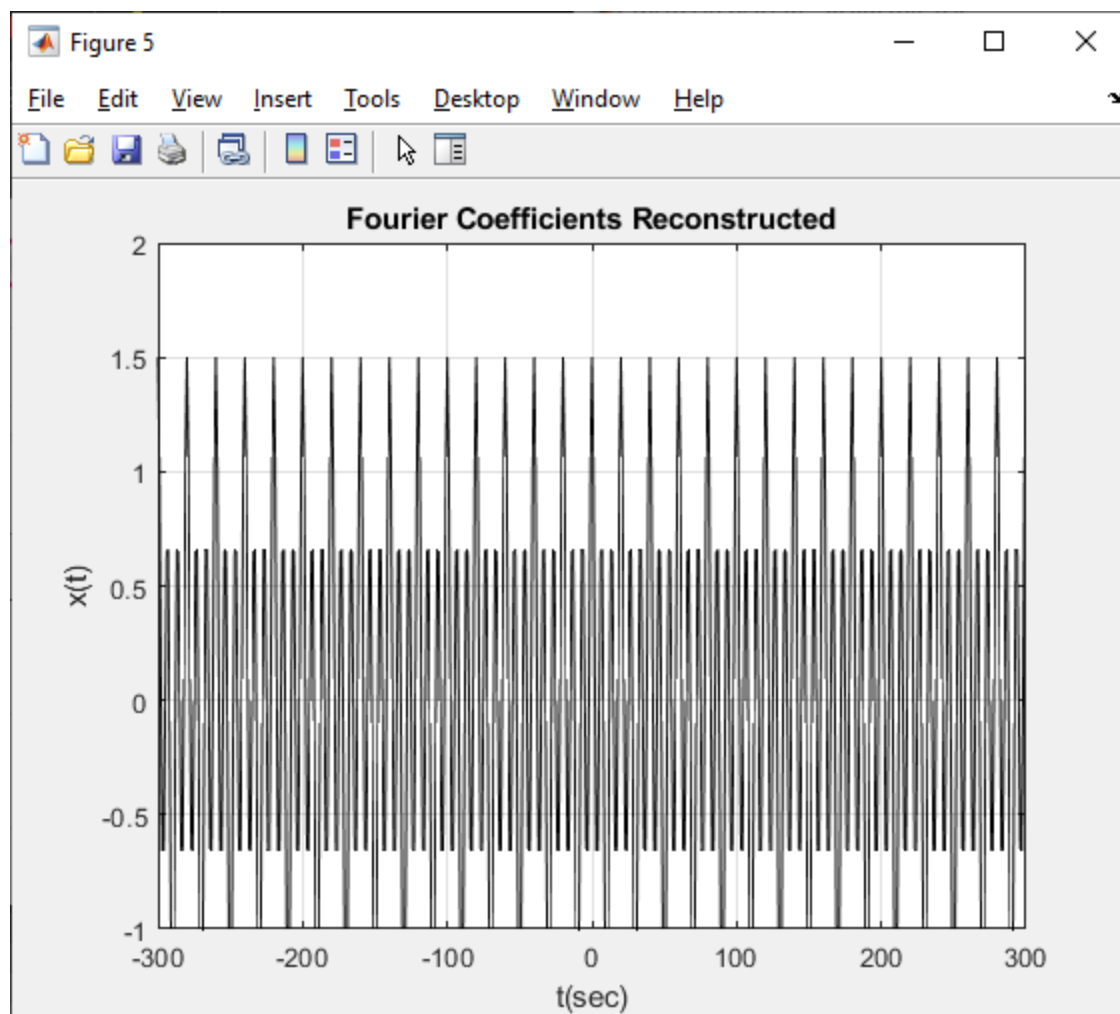 Figure 5
File Edit View Insert Tools Desktop Window Help
Fourier Coefficients Reconstructed
2
1.5
1
0.5
0
-0.5
-1
x(t)
-300 -200 -100 0 100 200 300
t(sec)